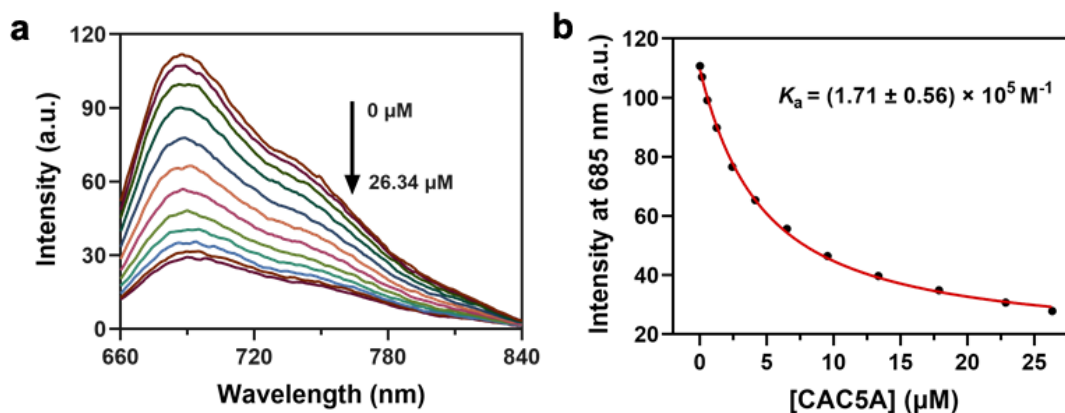 a
Intensity (a.u.)
120
90
60
30
0
0 µM
26.34 µM
660 720 780 840
Wavelength (nm)
b
Intensity at 685 nm (a.u.)
120
100
80
60
40
20
Ka = (1.71 ± 0.56) × 10⁵ M⁻¹
0 5 10 15 20 25
[CAC5A] (µM)